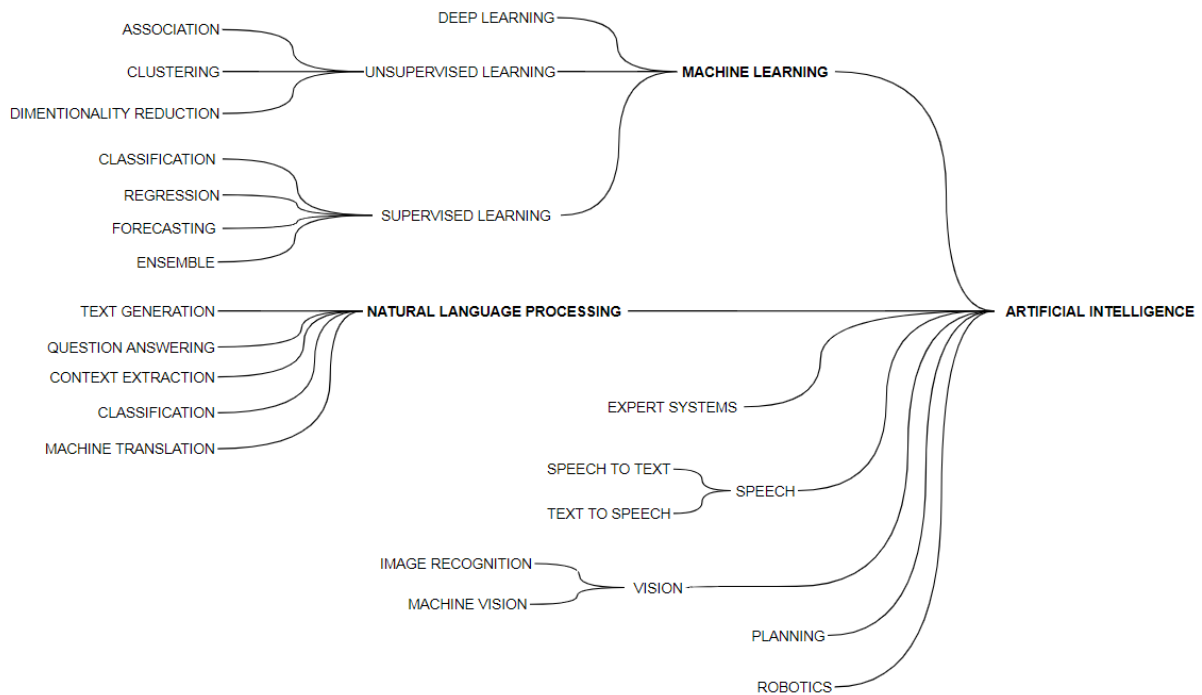 DEEP LEARNING
ASSOCIATION
CLUSTERING
UNSUPERVISED LEARNING
MACHINE LEARNING
DIMENTIONALITY REDUCTION
CLASSIFICATION
REGRESSION
SUPERVISED LEARNING
FORECASTING
ENSEMBLE
TEXT GENERATION
NATURAL LANGUAGE PROCESSING
ARTIFICIAL INTELLIGENCE
QUESTION ANSWERING
CONTEXT EXTRACTION
CLASSIFICATION
MACHINE TRANSLATION
EXPERT SYSTEMS
SPEECH TO TEXT
SPEECH
TEXT TO SPEECH
IMAGE RECOGNITION
VISION
MACHINE VISION
PLANNING
ROBOTICS